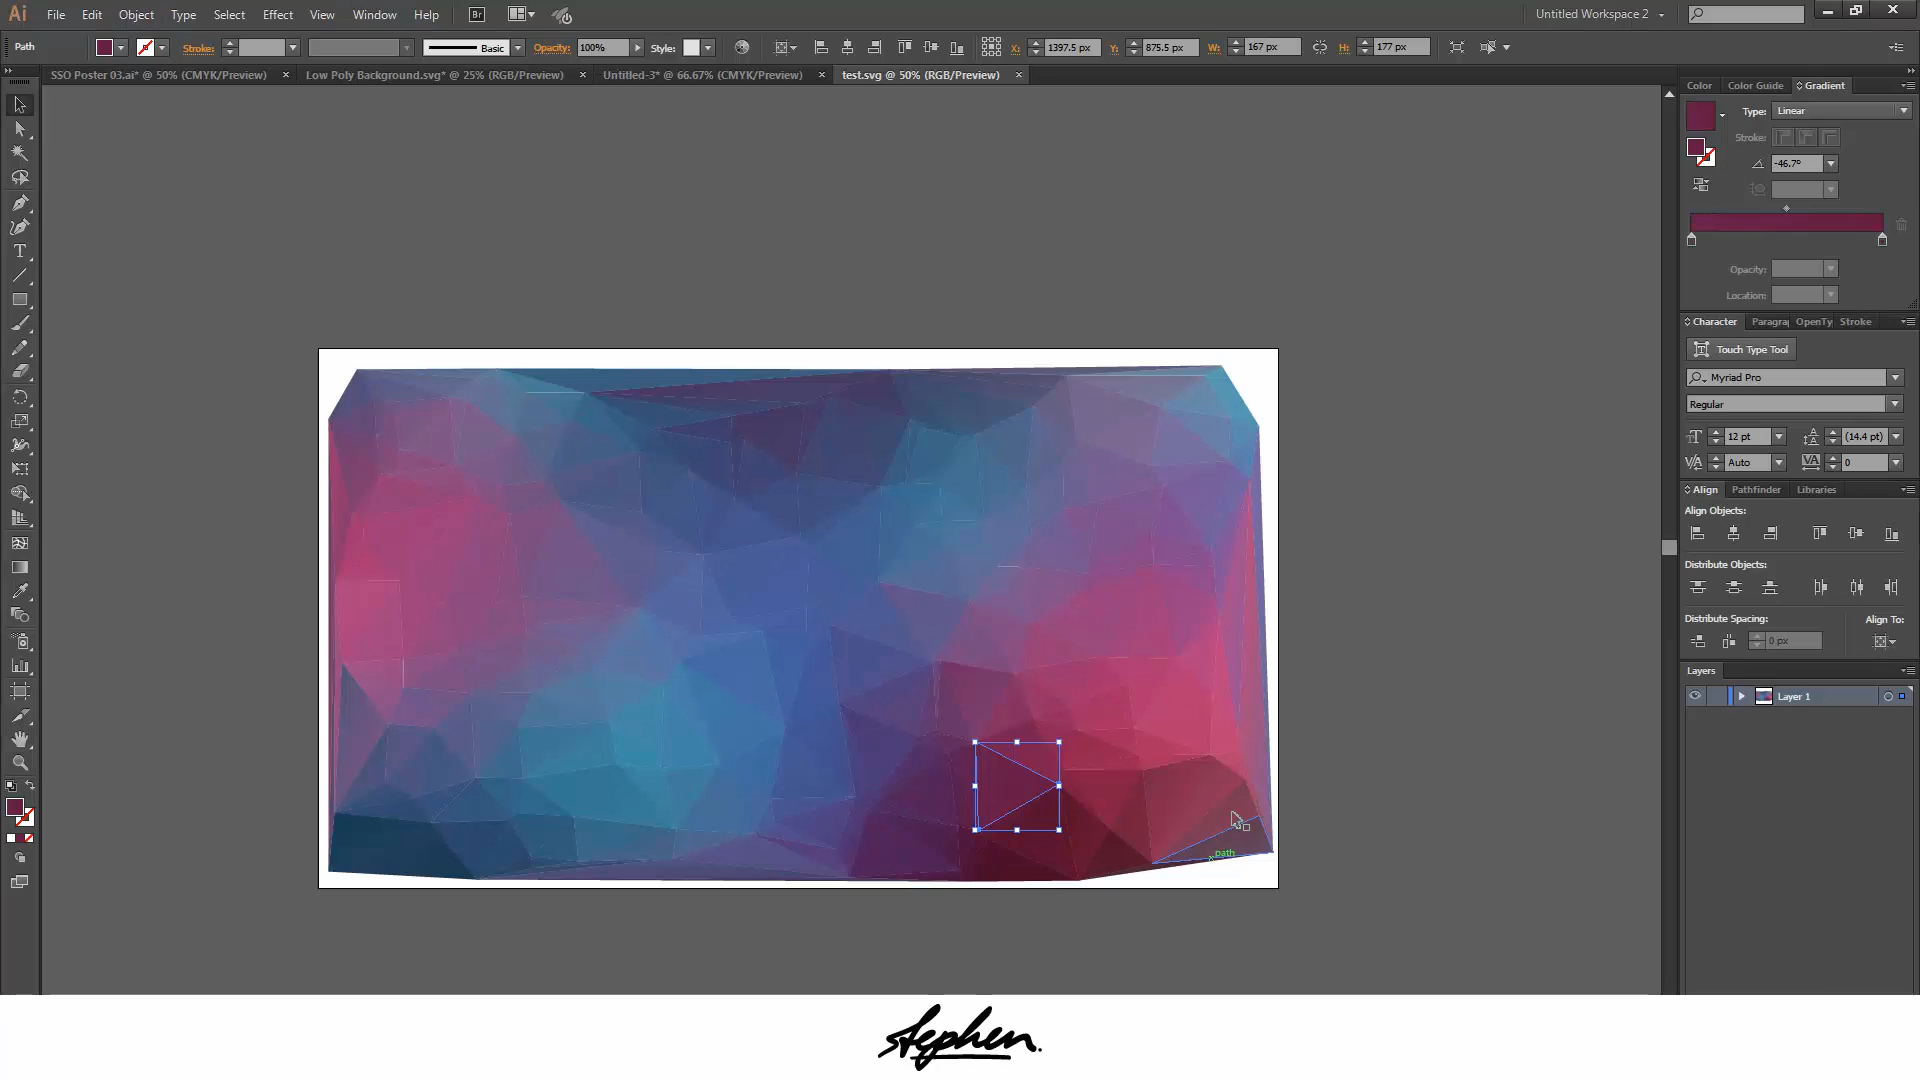 Ai File Edit Object Type Select Effect View Window Help Br Untitled Workspace 2
Path Stroke: Basic Opacity: 100% Style: X: 1397.5 px Y: 875.5 px W: 167 px H: 177 px
SSO Poster 03.ai* @ 50% (CMYK/Preview) × Low Poly Background.svg* @ 25% (RGB/Preview) × Untitled-3* @ 66.67% (CMYK/Preview) × test.svg @ 50% (RGB/Preview) ×
Color Color Guide Gradient
Type: Linear
Stroke:
-46.7°
Opacity:
Location:
Character Paragra OpenTy Stroke
Touch Type Tool
Myriad Pro
Regular
12 pt (14.4 pt)
Auto 0
Align Pathfinder Libraries
Align Objects:
Distribute Objects:
Distribute Spacing: Align To:
0 px
Layers
Layer 1
path
Stephen.